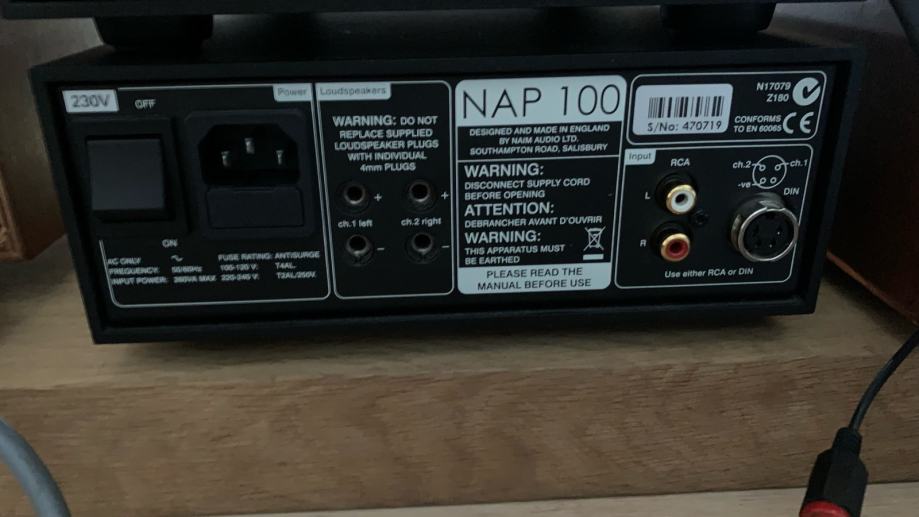 230V
OFF
Power
ON
AC ONLY
FREQUENCY: 50/60Hz
INPUT POWER: 260VA MAX
FUSE RATING: ANTISURGE
100-120 V: T4AL
220-240 V: T2AL/250V.
Loudspeakers
WARNING: DO NOT
REPLACE SUPPLIED
LOUDSPEAKER PLUGS
WITH INDIVIDUAL
4mm PLUGS
+ +
ch.1 left ch.2 right
- -
NAP 100
DESIGNED AND MADE IN ENGLAND
BY NAIM AUDIO LTD.
SOUTHAMPTON ROAD, SALISBURY
WARNING:
DISCONNECT SUPPLY CORD
BEFORE OPENING
ATTENTION:
DEBRANCHER AVANT D'OUVRIR
WARNING:
THIS APPARATUS MUST
BE EARTHED
PLEASE READ THE
MANUAL BEFORE USE
S/No: 470719
N17079
Z180
CONFORMS
TO EN 60065
CE
Input
RCA
L
R
ch.2 ch.1
-ve
DIN
Use either RCA or DIN